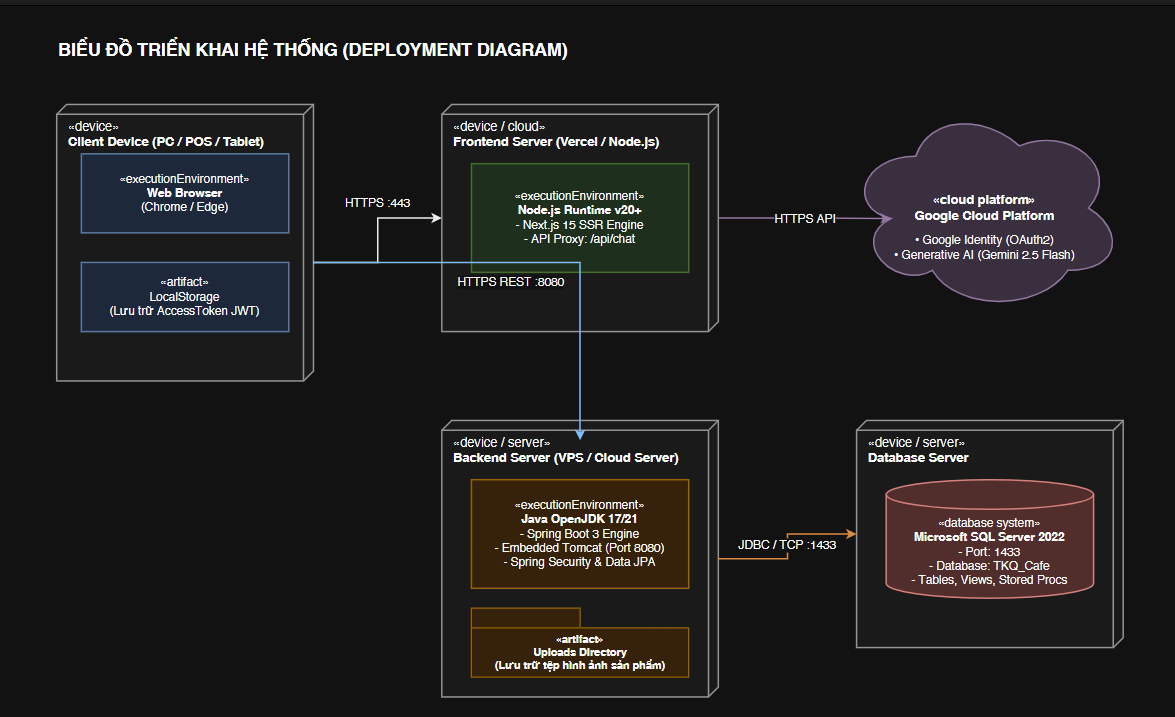 BIỂU ĐỒ TRIỂN KHAI HỆ THỐNG (DEPLOYMENT DIAGRAM)
«device»
Client Device (PC / POS / Tablet)
«executionEnvironment»
Web Browser
(Chrome / Edge)
«artifact»
LocalStorage
(Lưu trữ AccessToken JWT)
HTTPS :443
«device / cloud»
Frontend Server (Vercel / Node.js)
«executionEnvironment»
Node.js Runtime v20+
- Next.js 15 SSR Engine
- API Proxy: /api/chat
HTTPS REST :8080
HTTPS API
«cloud platform»
Google Cloud Platform
• Google Identity (OAuth2)
• Generative AI (Gemini 2.5 Flash)
«device / server»
Backend Server (VPS / Cloud Server)
«executionEnvironment»
Java OpenJDK 17/21
- Spring Boot 3 Engine
- Embedded Tomcat (Port 8080)
- Spring Security & Data JPA
«artifact»
Uploads Directory
(Lưu trữ tệp hình ảnh sản phẩm)
JDBC / TCP :1433
«device / server»
Database Server
«database system»
Microsoft SQL Server 2022
- Port: 1433
- Database: TKQ_Cafe
- Tables, Views, Stored Procs